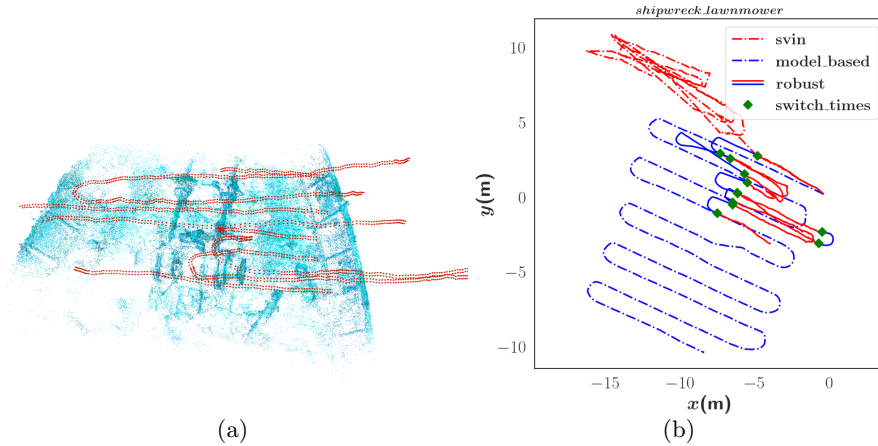 shipwreck_lawnmower
10
5
0
−5
−10
y(m)
svin
model_based
robust
switch_times
−15
−10
−5
0
x(m)
(a)
(b)